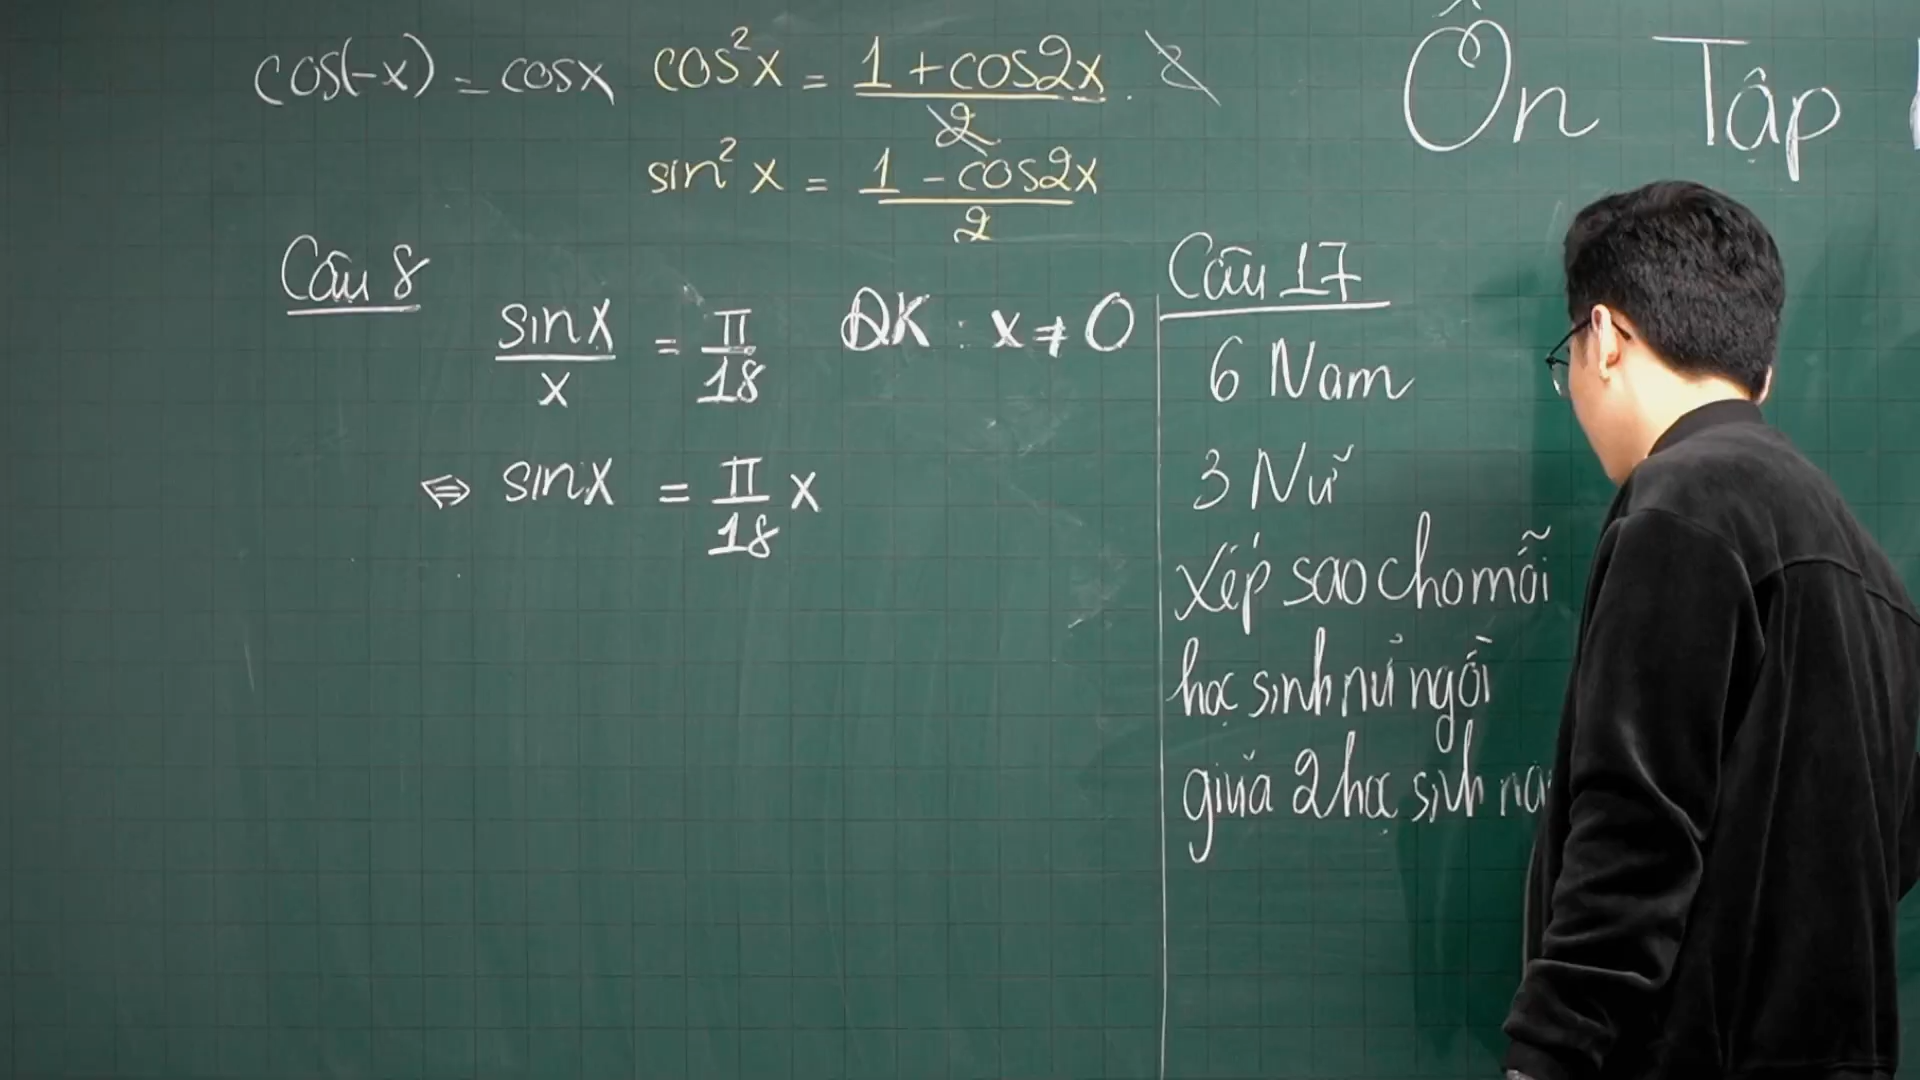 cos(-x) = cosx cos²x = 1 + cos2x / 2 . 2
sin²x = 1 - cos2x / 2
Ôn Tập
Câu 8
sinx / x = π / 18 ĐK : x ≠ 0
⇔ sinx = π / 18 x
Câu 17
6 Nam
3 Nữ
Xếp sao cho mỗi
học sinh nữ ngồi
giữa 2 học sinh